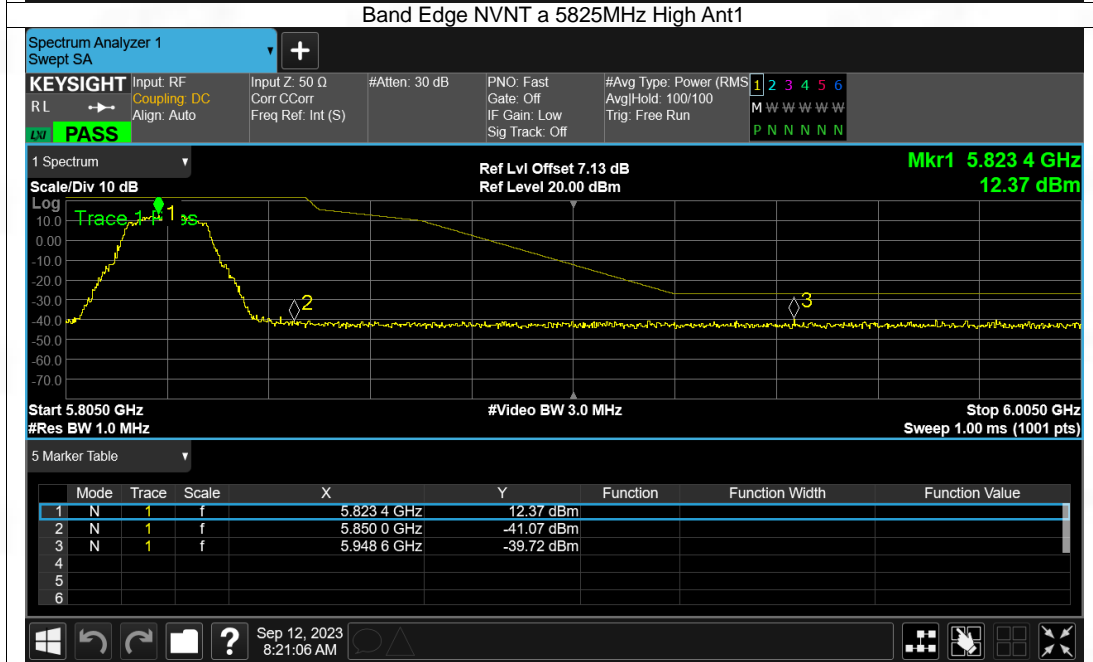 Band Edge NVNT a 5825MHz High Ant1
Spectrum Analyzer 1
Swept SA
KEYSIGHT Input: RF Input Z: 50 Ω #Atten: 30 dB PNO: Fast #Avg Type: Power (RMS 1 2 3 4 5 6
RL Coupling: DC Corr CCorr Gate: Off Avg|Hold: 100/100 M W W W W W
Align: Auto Freq Ref: Int (S) IF Gain: Low Trig: Free Run
LXI PASS Sig Track: Off P N N N N N
1 Spectrum Ref Lvl Offset 7.13 dB Mkr1 5.823 4 GHz
Scale/Div 10 dB Ref Level 20.00 dBm 12.37 dBm
Log
10.0 Trace 1 1
0.00
-10.0
-20.0
-30.0 2 3
-40.0
-50.0
-60.0
-70.0
Start 5.8050 GHz #Video BW 3.0 MHz Stop 6.0050 GHz
#Res BW 1.0 MHz Sweep 1.00 ms (1001 pts)
5 Marker Table
Mode Trace Scale X Y Function Function Width Function Value
1 N 1 f 5.823 4 GHz 12.37 dBm
2 N 1 f 5.850 0 GHz -41.07 dBm
3 N 1 f 5.948 6 GHz -39.72 dBm
4
5
6
? Sep 12, 2023
8:21:06 AM